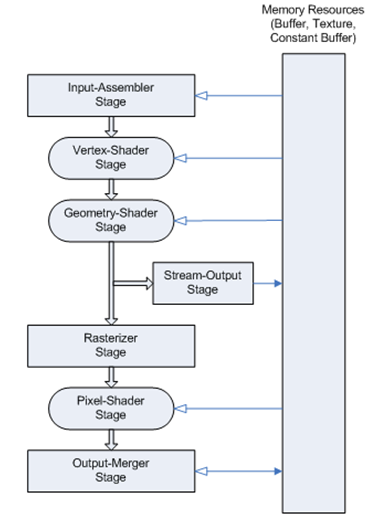 Memory Resources
(Buffer, Texture,
Constant Buffer)
Input-Assembler
Stage
Vertex-Shader
Stage
Geometry-Shader
Stage
Stream-Output
Stage
Rasterizer
Stage
Pixel-Shader
Stage
Output-Merger
Stage